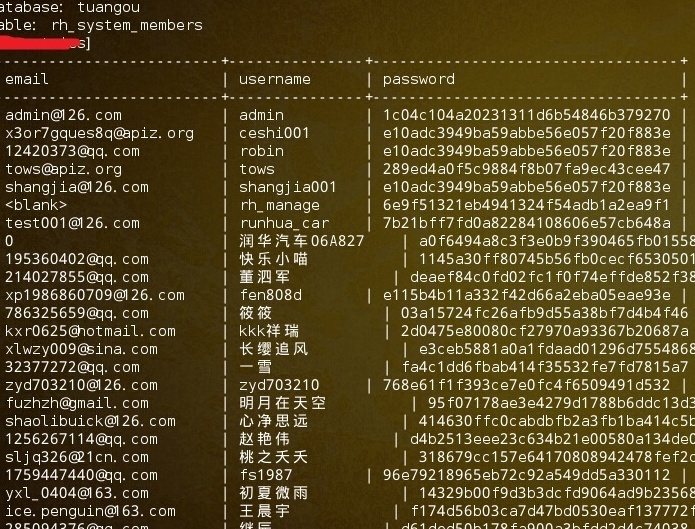 atabase: tuangou
able: rh_system_members
s]
email | username | password |
admin@126.com | admin | 1c04c104a20231311d6b54846b379270 |
x3or7gques8q@apiz.org | ceshi001 | e10adc3949ba59abbe56e057f20f883e |
12420373@qq.com | robin | e10adc3949ba59abbe56e057f20f883e |
tows@apiz.org | tows | 289ed4a0f5c9884f8b07fa9ec43cee47 |
shangjia@126.com | shangjia001 | e10adc3949ba59abbe56e057f20f883e |
<blank> | rh_manage | 6e9f51321eb4941324f54adb1a2ea9f1 |
test001@126.com | runhua_car | 7b21bff7fd0a82284108606e57cb648a |
0 | 润华汽车06A827 | a0f6494a8c3f3e0b9f390465fb01558
195360402@qq.com | 快乐小喵 | 1145a30ff80745b56fb0cecf6530501
214027855@qq.com | 董泗军 | deaef84c0fd02fc1f0f74effde852f38
xp1986860709@126.com | fen808d | e115b4b11a332f42d66a2eba05eae93e |
786325659@qq.com | 筱筱 | 03a15724fc26afb9d55a38bf7d4b4f46
kxr0625@hotmail.com | kkk祥瑞 | 2d0475e80080cf27970a93367b20687a
xlwzy009@sina.com | 长缨追风 | e3ceb5881a0a1fdaad01296d7554868
32377272@qq.com | 一雪 | fa4c1dd6fbab414f35532fe7fd7815a7
zyd703210@126.com | zyd703210 | 768e61f1f393ce7e0fc4f6509491d532 |
fuzhzh@gmail.com | 明月在天空 | 95f07178ae3e4279d1788b6ddc13d3
shaolibuick@126.com | 心净思远 | 414630ffc0cabdbfb2a3fb1ba414c5b
1256267114@qq.com | 赵艳伟 | d4b2513eee23c634b21e00580a134de0
sljq326@21cn.com | 桃之夭夭 | 318679cc157e64170808942478fef2c
1759447440@qq.com | fs1987 | 96e79218965eb72c92a549dd5a330112 |
yxl_0404@163.com | 初夏微雨 | 14329b00f9d3b3dcfd9064ad9b23568
ice.penguin@163.com | 王晨宇 | f174d56b03ca7d47bd0530eaf137772